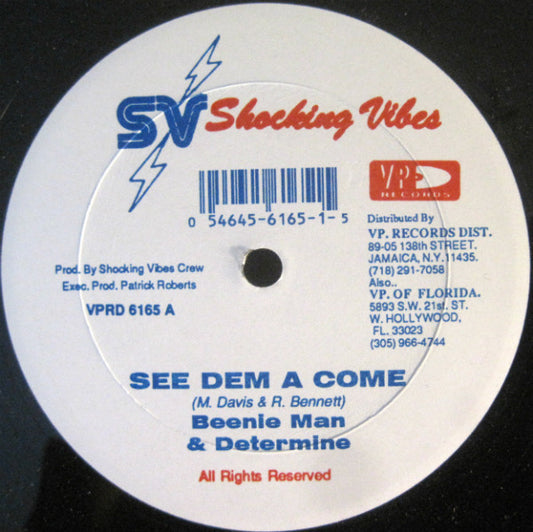 SV Shocking Vibes
VP
RECORDS
0 54645-6165-1-5
Distributed By
VP. RECORDS DIST.
89-05 138th STREET.
JAMAICA, N.Y. 11435.
(718) 291-7058
Also..
VP. OF FLORIDA.
5893 S.W. 21st. ST.
W. HOLLYWOOD,
FL. 33023
(305) 966-4744
Prod. By Shocking Vibes Crew
Exec. Prod. Patrick Roberts
VPRD 6165 A
SEE DEM A COME
(M. Davis & R. Bennett)
Beenie Man
& Determine
All Rights Reserved